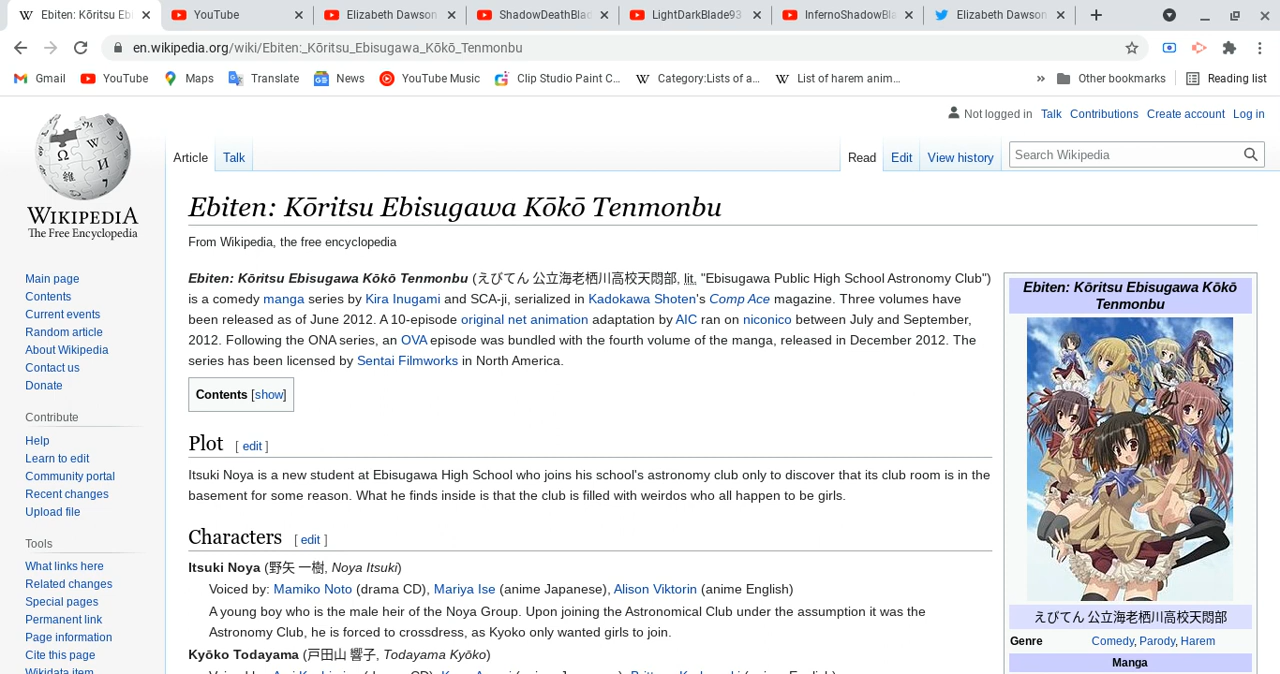 Ebiten: Kōritsu Eb
YouTube
Elizabeth Dawson
ShadowDeathBlad
LightDarkBlade93
InfernoShadowBla
Elizabeth Dawson
en.wikipedia.org/wiki/Ebiten:_Kōritsu_Ebisugawa_Kōkō_Tenmonbu
Gmail
YouTube
Maps
Translate
News
YouTube Music
Clip Studio Paint C...
Category:Lists of a...
List of harem anim...
»
Other bookmarks
Reading list
Not logged in Talk Contributions Create account Log in
Article Talk
Read Edit View history
Search Wikipedia
WIKIPEDIA
The Free Encyclopedia
Main page
Contents
Current events
Random article
About Wikipedia
Contact us
Donate
Contribute
Help
Learn to edit
Community portal
Recent changes
Upload file
Tools
What links here
Related changes
Special pages
Permanent link
Page information
Cite this page
Wikidata item
Ebiten: Kōritsu Ebisugawa Kōkō Tenmonbu
From Wikipedia, the free encyclopedia
Ebiten: Kōritsu Ebisugawa Kōkō Tenmonbu (えびてん 公立海老栖川高校天悶部, lit. "Ebisugawa Public High School Astronomy Club")
is a comedy manga series by Kira Inugami and SCA-ji, serialized in Kadokawa Shoten's Comp Ace magazine. Three volumes have
been released as of June 2012. A 10-episode original net animation adaptation by AIC ran on niconico between July and September,
2012. Following the ONA series, an OVA episode was bundled with the fourth volume of the manga, released in December 2012. The
series has been licensed by Sentai Filmworks in North America.
Contents [show]
Plot [ edit ]
Itsuki Noya is a new student at Ebisugawa High School who joins his school's astronomy club only to discover that its club room is in the
basement for some reason. What he finds inside is that the club is filled with weirdos who all happen to be girls.
Characters [ edit ]
Itsuki Noya (野矢 一樹, Noya Itsuki)
Voiced by: Mamiko Noto (drama CD), Mariya Ise (anime Japanese), Alison Viktorin (anime English)
A young boy who is the male heir of the Noya Group. Upon joining the Astronomical Club under the assumption it was the
Astronomy Club, he is forced to crossdress, as Kyoko only wanted girls to join.
Kyōko Todayama (戸田山 響子, Todayama Kyōko)
Ebiten: Kōritsu Ebisugawa Kōkō
Tenmonbu
えびてん 公立海老栖川高校天悶部
Genre Comedy, Parody, Harem
Manga